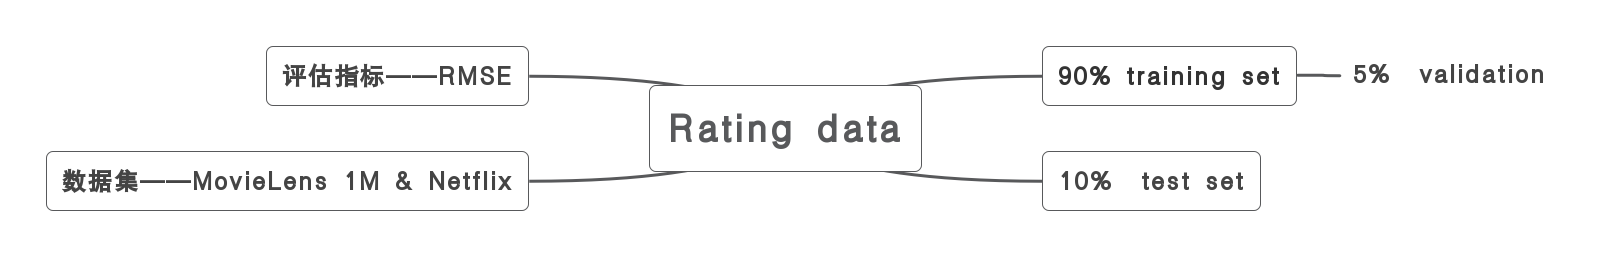 评估指标——RMSE
数据集——MovieLens 1M & Netflix
Rating data
90% training set
5% validation
10% test set